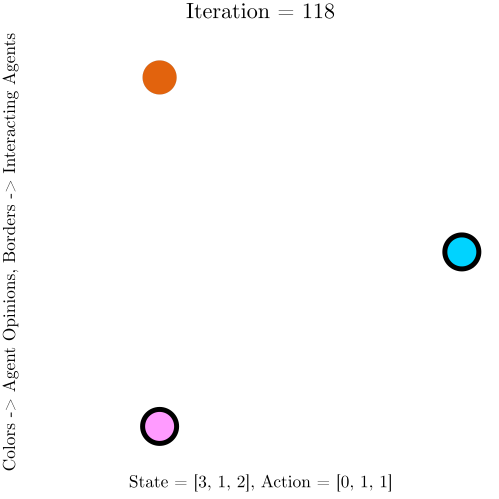 Iteration = 118
Colors -> Agent Opinions, Borders -> Interacting Agents
State = [3, 1, 2], Action = [0, 1, 1]